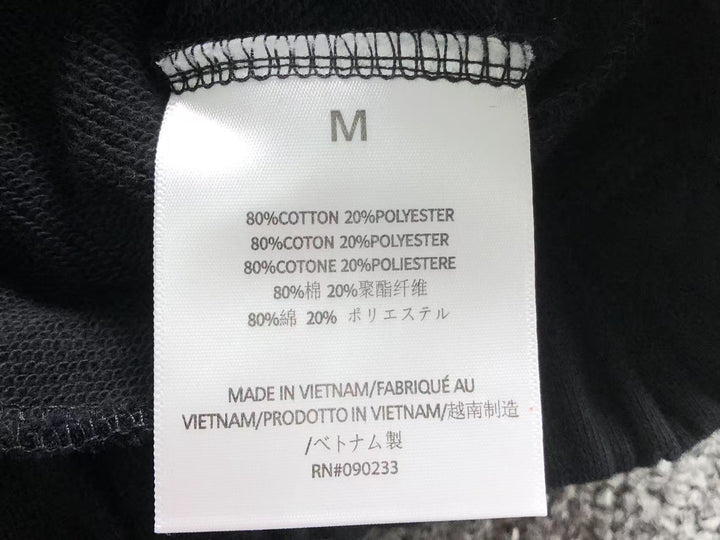 M
80%COTTON 20%POLYESTER
80%COTON 20%POLYESTER
80%COTONE 20%POLIESTERE
80%棉 20%聚酯纤维
80%綿 20% ポリエステル
MADE IN VIETNAM/FABRIQUÉ AU
VIETNAM/PRODOTTO IN VIETNAM/越南制造
/ベトナム製
RN#090233